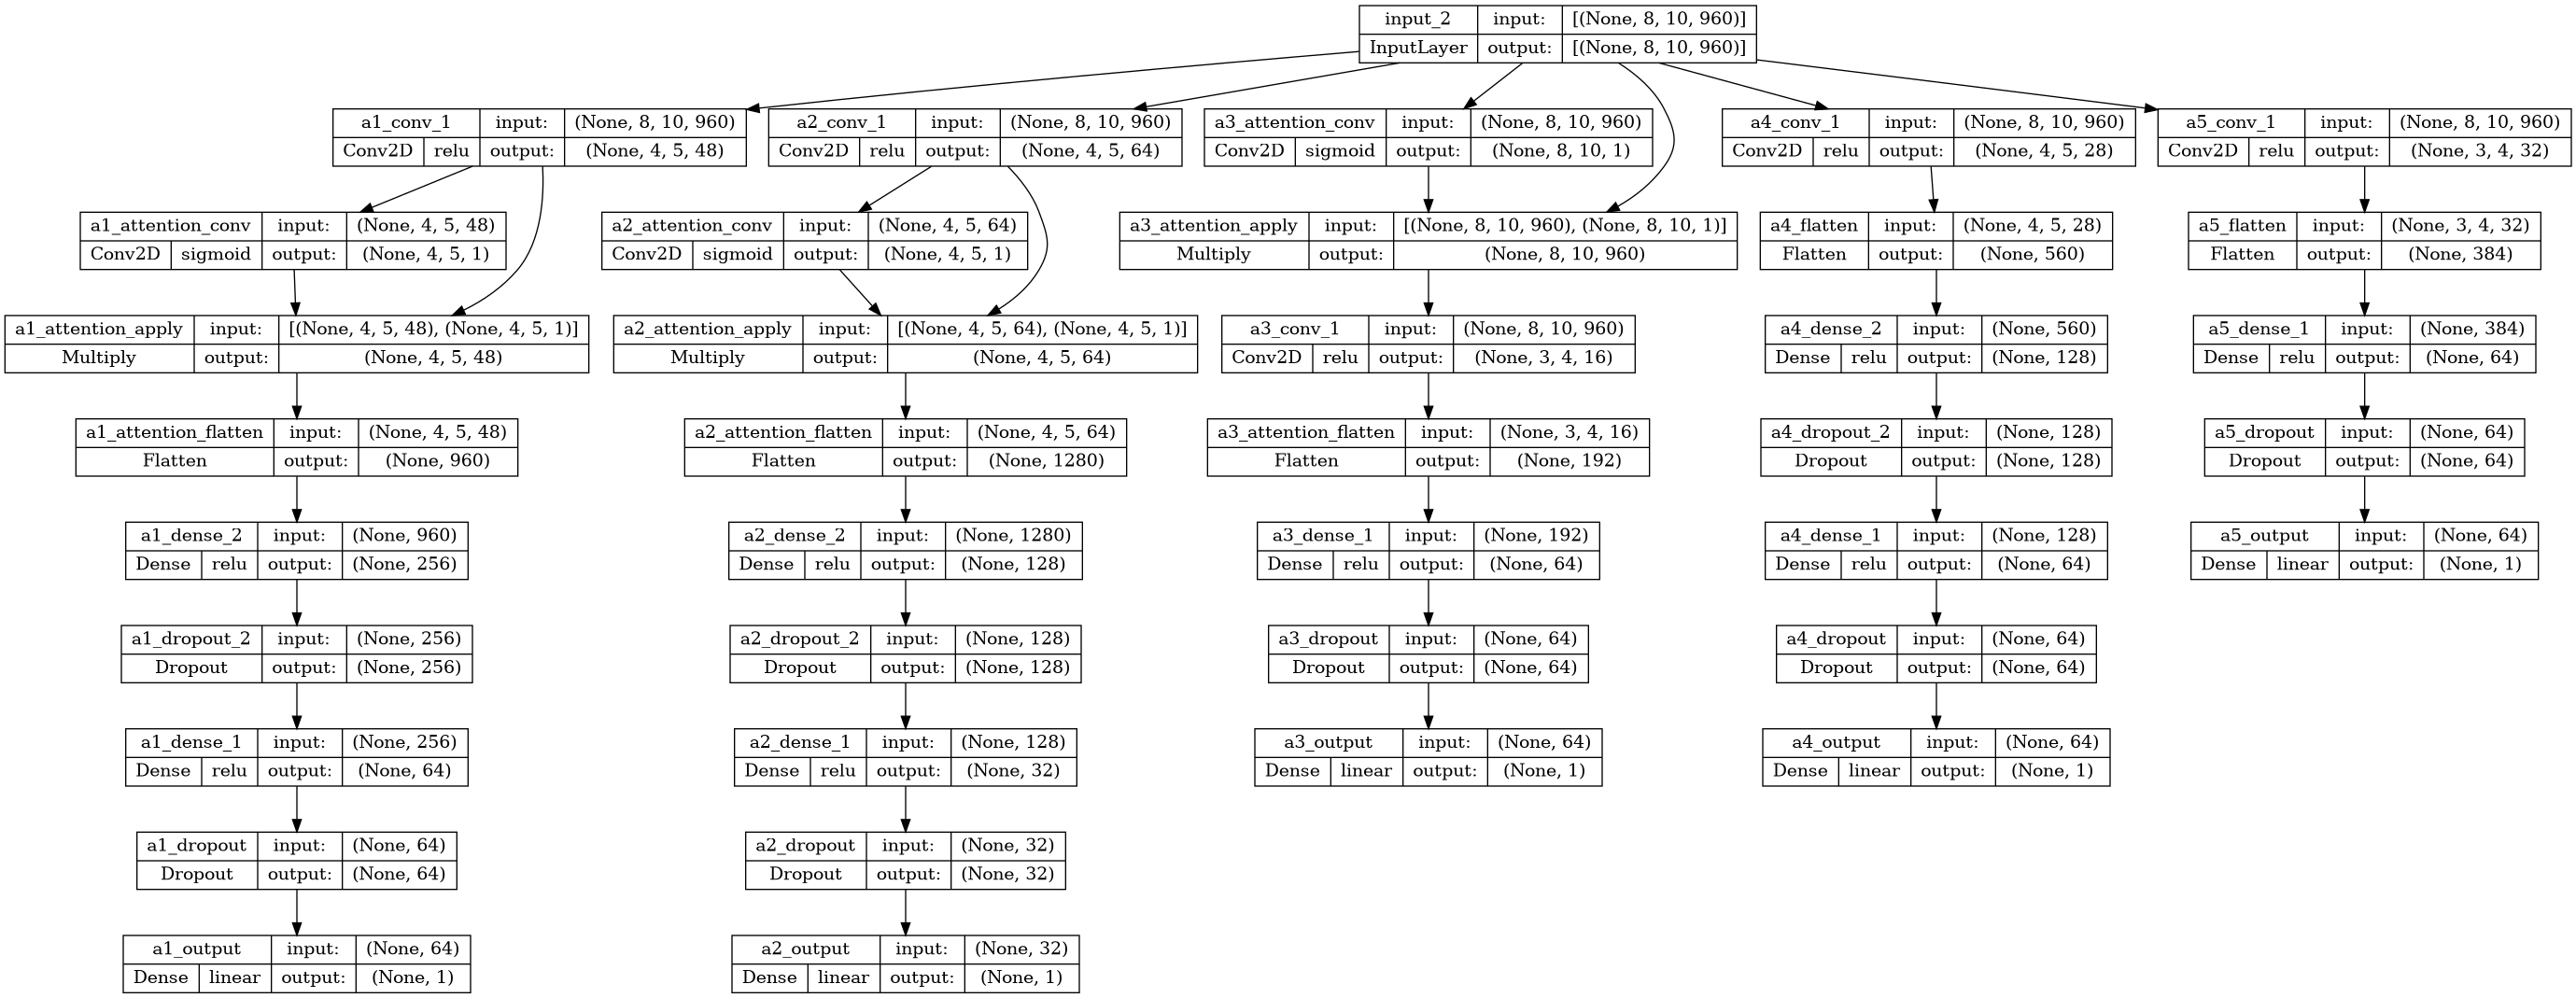 input_2 input: [(None, 8, 10, 960)]
InputLayer output: [(None, 8, 10, 960)]
a1_conv_1 input: (None, 8, 10, 960)
Conv2D relu output: (None, 4, 5, 48)
a2_conv_1 input: (None, 8, 10, 960)
Conv2D relu output: (None, 4, 5, 64)
a3_attention_conv input: (None, 8, 10, 960)
Conv2D sigmoid output: (None, 8, 10, 1)
a4_conv_1 input: (None, 8, 10, 960)
Conv2D relu output: (None, 4, 5, 28)
a5_conv_1 input: (None, 8, 10, 960)
Conv2D relu output: (None, 3, 4, 32)
a1_attention_conv input: (None, 4, 5, 48)
Conv2D sigmoid output: (None, 4, 5, 1)
a2_attention_conv input: (None, 4, 5, 64)
Conv2D sigmoid output: (None, 4, 5, 1)
a3_attention_apply input: [(None, 8, 10, 960), (None, 8, 10, 1)]
Multiply output: (None, 8, 10, 960)
a4_flatten input: (None, 4, 5, 28)
Flatten output: (None, 560)
a5_flatten input: (None, 3, 4, 32)
Flatten output: (None, 384)
a1_attention_apply input: [(None, 4, 5, 48), (None, 4, 5, 1)]
Multiply output: (None, 4, 5, 48)
a2_attention_apply input: [(None, 4, 5, 64), (None, 4, 5, 1)]
Multiply output: (None, 4, 5, 64)
a3_conv_1 input: (None, 8, 10, 960)
Conv2D relu output: (None, 3, 4, 16)
a4_dense_2 input: (None, 560)
Dense relu output: (None, 128)
a5_dense_1 input: (None, 384)
Dense relu output: (None, 64)
a1_attention_flatten input: (None, 4, 5, 48)
Flatten output: (None, 960)
a2_attention_flatten input: (None, 4, 5, 64)
Flatten output: (None, 1280)
a3_attention_flatten input: (None, 3, 4, 16)
Flatten output: (None, 192)
a4_dropout_2 input: (None, 128)
Dropout output: (None, 128)
a5_dropout input: (None, 64)
Dropout output: (None, 64)
a1_dense_2 input: (None, 960)
Dense relu output: (None, 256)
a2_dense_2 input: (None, 1280)
Dense relu output: (None, 128)
a3_dense_1 input: (None, 192)
Dense relu output: (None, 64)
a4_dense_1 input: (None, 128)
Dense relu output: (None, 64)
a5_output input: (None, 64)
Dense linear output: (None, 1)
a1_dropout_2 input: (None, 256)
Dropout output: (None, 256)
a2_dropout_2 input: (None, 128)
Dropout output: (None, 128)
a3_dropout input: (None, 64)
Dropout output: (None, 64)
a4_dropout input: (None, 64)
Dropout output: (None, 64)
a1_dense_1 input: (None, 256)
Dense relu output: (None, 64)
a2_dense_1 input: (None, 128)
Dense relu output: (None, 32)
a3_output input: (None, 64)
Dense linear output: (None, 1)
a4_output input: (None, 64)
Dense linear output: (None, 1)
a1_dropout input: (None, 64)
Dropout output: (None, 64)
a2_dropout input: (None, 32)
Dropout output: (None, 32)
a1_output input: (None, 64)
Dense linear output: (None, 1)
a2_output input: (None, 32)
Dense linear output: (None, 1)